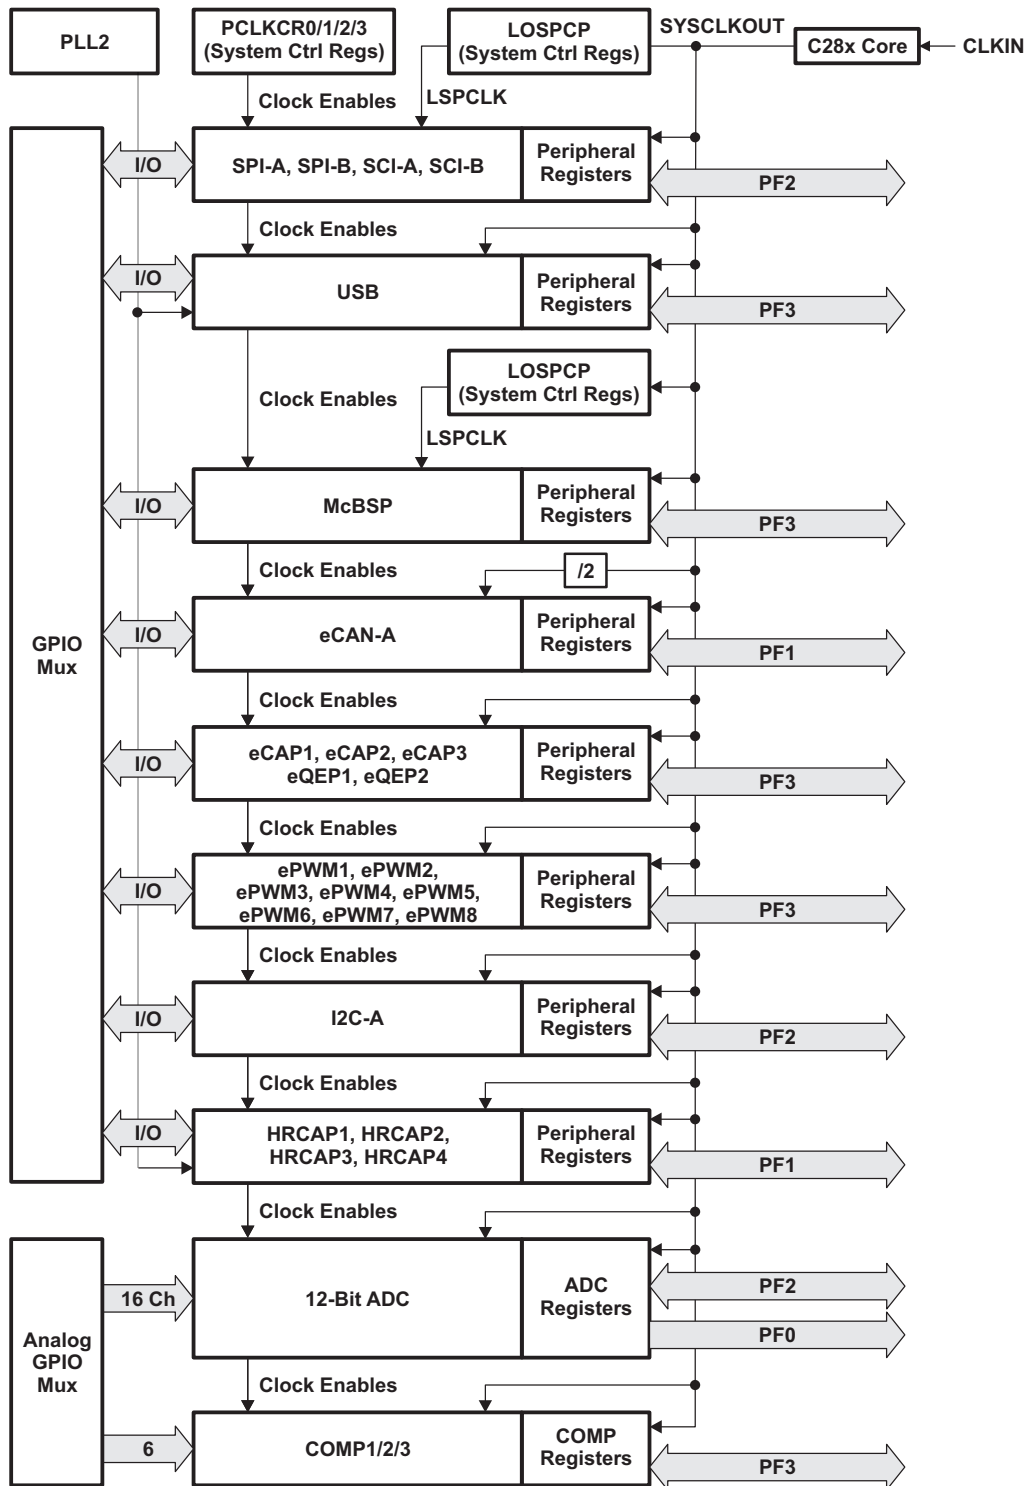 PLL2
PCLKCR0/1/2/3
(System Ctrl Regs)
LOSPCP
(System Ctrl Regs)
SYSCLKOUT
C28x Core
CLKIN
Clock Enables
LSPCLK
I/O
SPI-A, SPI-B, SCI-A, SCI-B
Peripheral
Registers
PF2
Clock Enables
I/O
USB
Peripheral
Registers
PF3
LOSPCP
(System Ctrl Regs)
Clock Enables
LSPCLK
I/O
McBSP
Peripheral
Registers
PF3
Clock Enables
/2
GPIO
Mux
I/O
eCAN-A
Peripheral
Registers
PF1
Clock Enables
I/O
eCAP1, eCAP2, eCAP3
eQEP1, eQEP2
Peripheral
Registers
PF3
Clock Enables
I/O
ePWM1, ePWM2,
ePWM3, ePWM4, ePWM5,
ePWM6, ePWM7, ePWM8
Peripheral
Registers
PF3
Clock Enables
I/O
I2C-A
Peripheral
Registers
PF2
Clock Enables
I/O
HRCAP1, HRCAP2,
HRCAP3, HRCAP4
Peripheral
Registers
PF1
Clock Enables
Analog
GPIO
Mux
16 Ch
12-Bit ADC
ADC
Registers
PF2
PF0
Clock Enables
6
COMP1/2/3
COMP
Registers
PF3